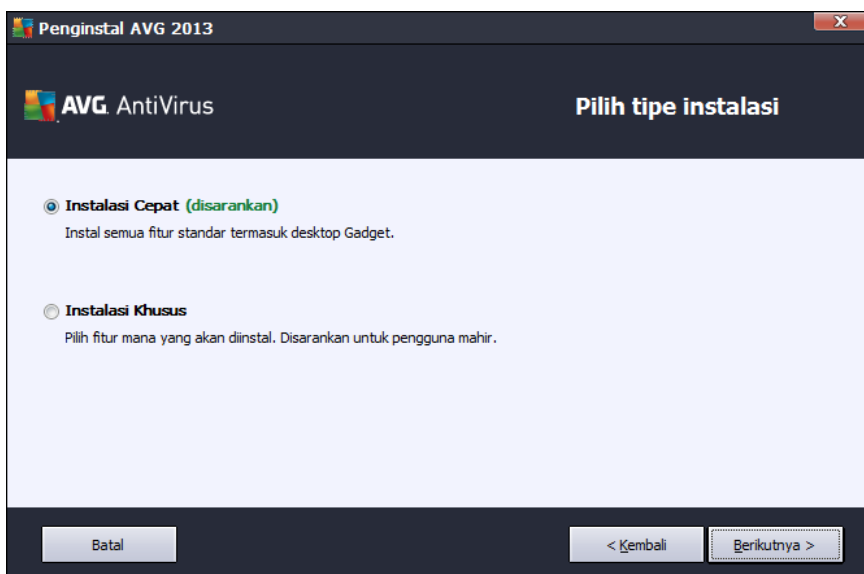 Penginstal AVG 2013
AVG. AntiVirus
Pilih tipe instalasi
Instalasi Cepat (disarankan)
Instal semua fitur standar termasuk desktop Gadget.
Instalasi Khusus
Pilih fitur mana yang akan diinstal. Disarankan untuk pengguna mahir.
Batal
< Kembali
Berikutnya >